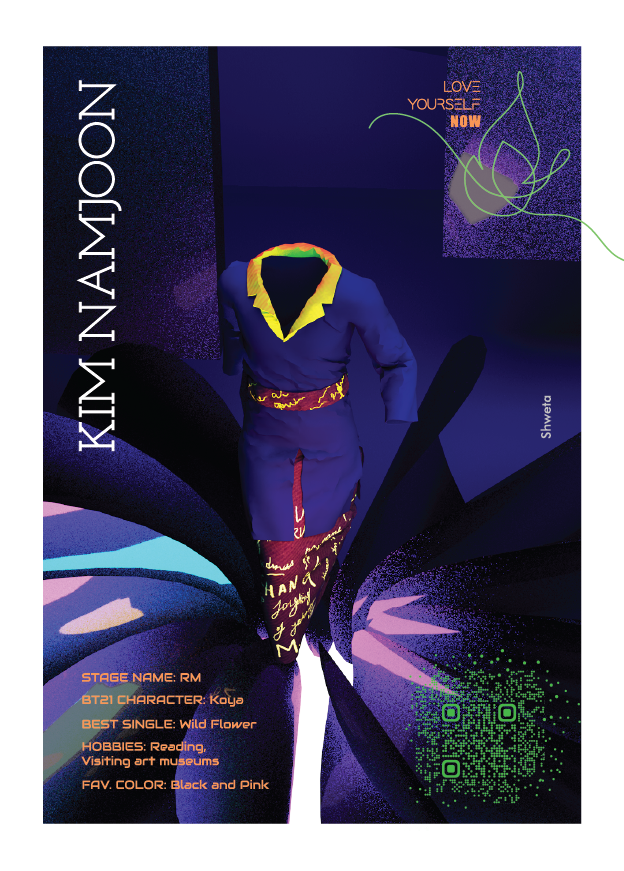 KIM NAMJOON
LOVE
YOURSELF
NOW
Shweta
HANG
STAGE NAME: RM
BT21 CHARACTER: Koya
BEST SINGLE: Wild Flower
HOBBIES: Reading,
Visiting art museums
FAV. COLOR: Black and Pink